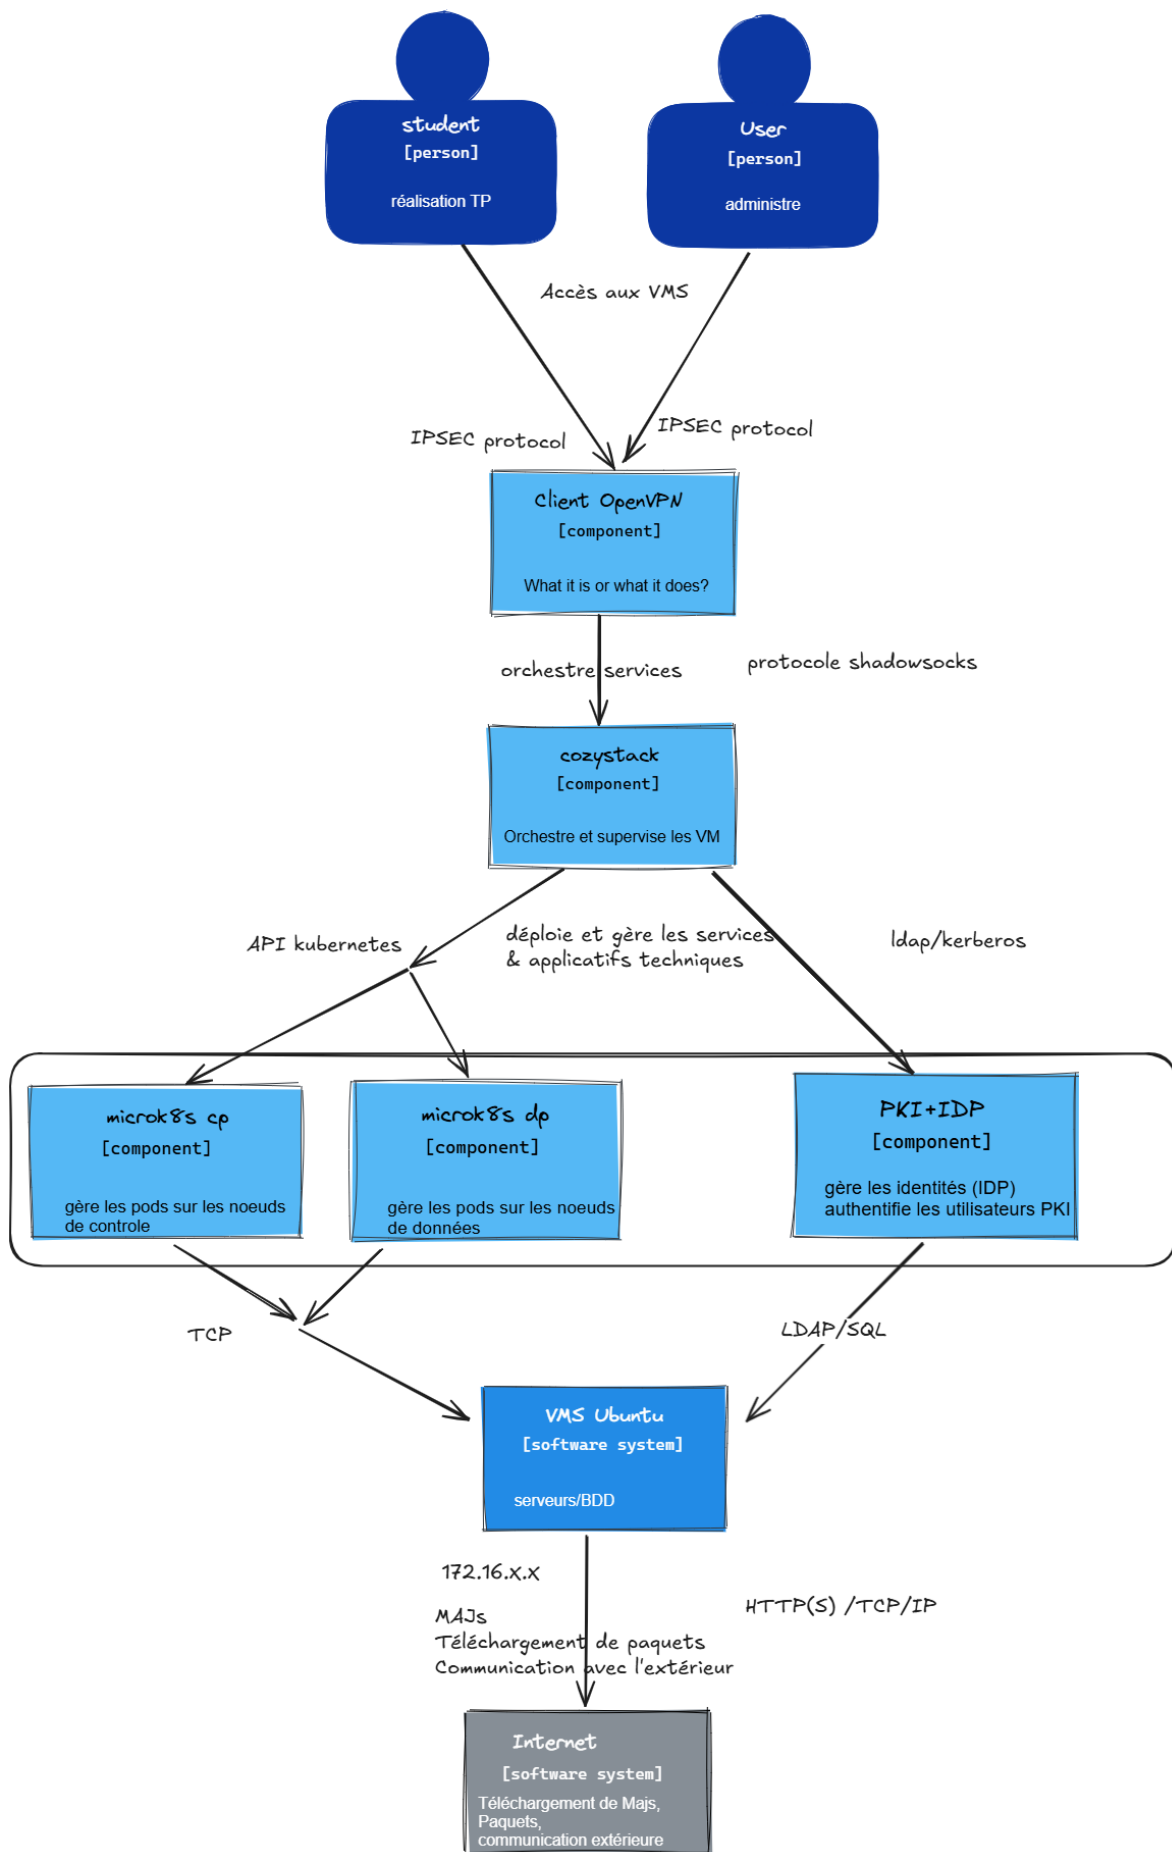 student
[person]
réalisation TP
User
[person]
administre
Accès aux VMS
IPSEC protocol
IPSEC protocol
Client OpenVPN
[component]
What it is or what it does?
orchestre services
protocole shadowsocks
cozystack
[component]
Orchestre et supervise les VM
API kubernetes
déploie et gère les services
& applicatifs techniques
ldap/kerberos
microk8s cp
[component]
gère les pods sur les noeuds
de controle
microk8s dp
[component]
gère les pods sur les noeuds
de données
PKI+IDP
[component]
gère les identités (IDP)
authentifie les utilisateurs PKI
TCP
LDAP/SQL
VMS Ubuntu
[software system]
serveurs/BDD
172.16.x.x
MAJs
Téléchargement de paquets
Communication avec l'extérieur
HTTP(S) /TCP/IP
Internet
[software system]
Téléchargement de Majs,
Paquets,
communication extérieure